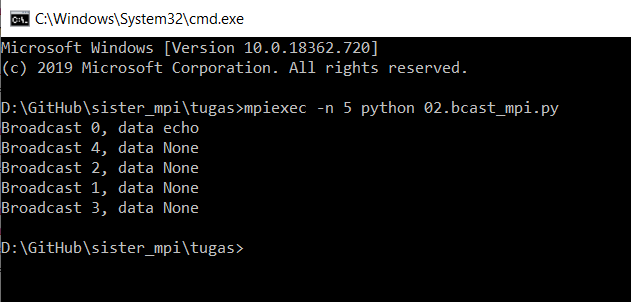 C:\Windows\System32\cmd.exe
Microsoft Windows [Version 10.0.18362.720]
(c) 2019 Microsoft Corporation. All rights reserved.
D:\GitHub\sister_mpi\tugas>mpiexec -n 5 python 02.bcast_mpi.py
Broadcast 0, data echo
Broadcast 4, data None
Broadcast 2, data None
Broadcast 1, data None
Broadcast 3, data None
D:\GitHub\sister_mpi\tugas>